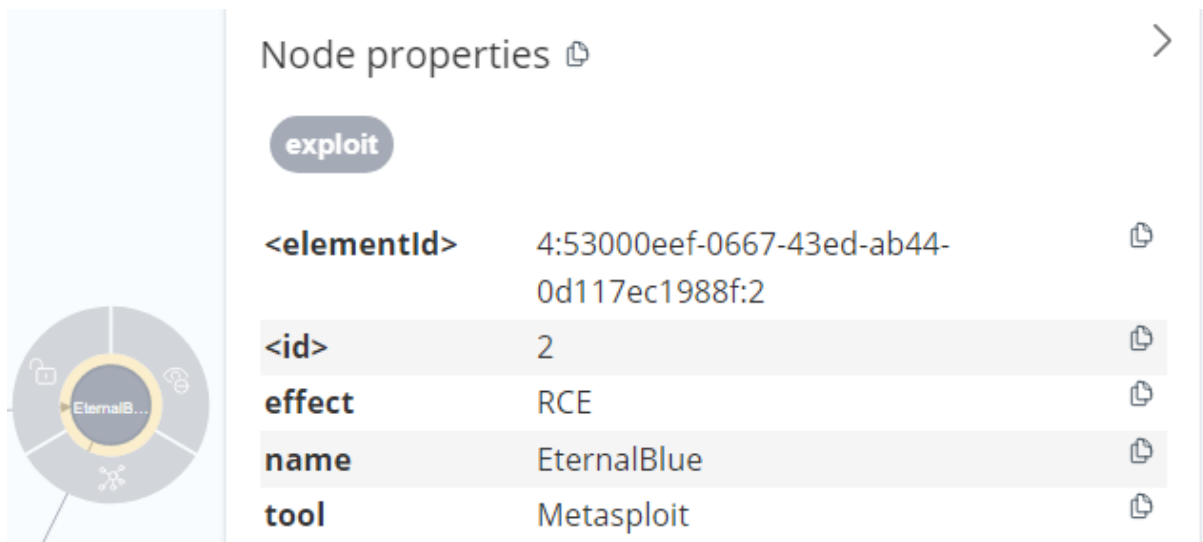 Node properties
exploit
<elementId> 4:53000eef-0667-43ed-ab44-
0d117ec1988f:2
<id> 2
effect RCE
EternalB...
name EternalBlue
tool Metasploit